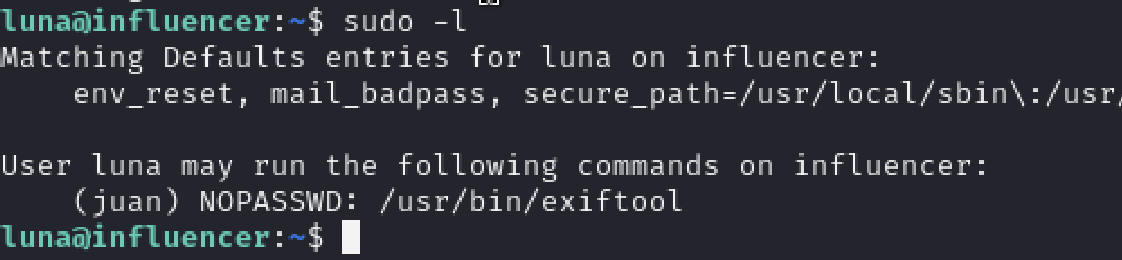 luna@influencer:~$ sudo -l
Matching Defaults entries for luna on influencer:
    env_reset, mail_badpass, secure_path=/usr/local/sbin\:/usr/

User luna may run the following commands on influencer:
    (juan) NOPASSWD: /usr/bin/exiftool
luna@influencer:~$